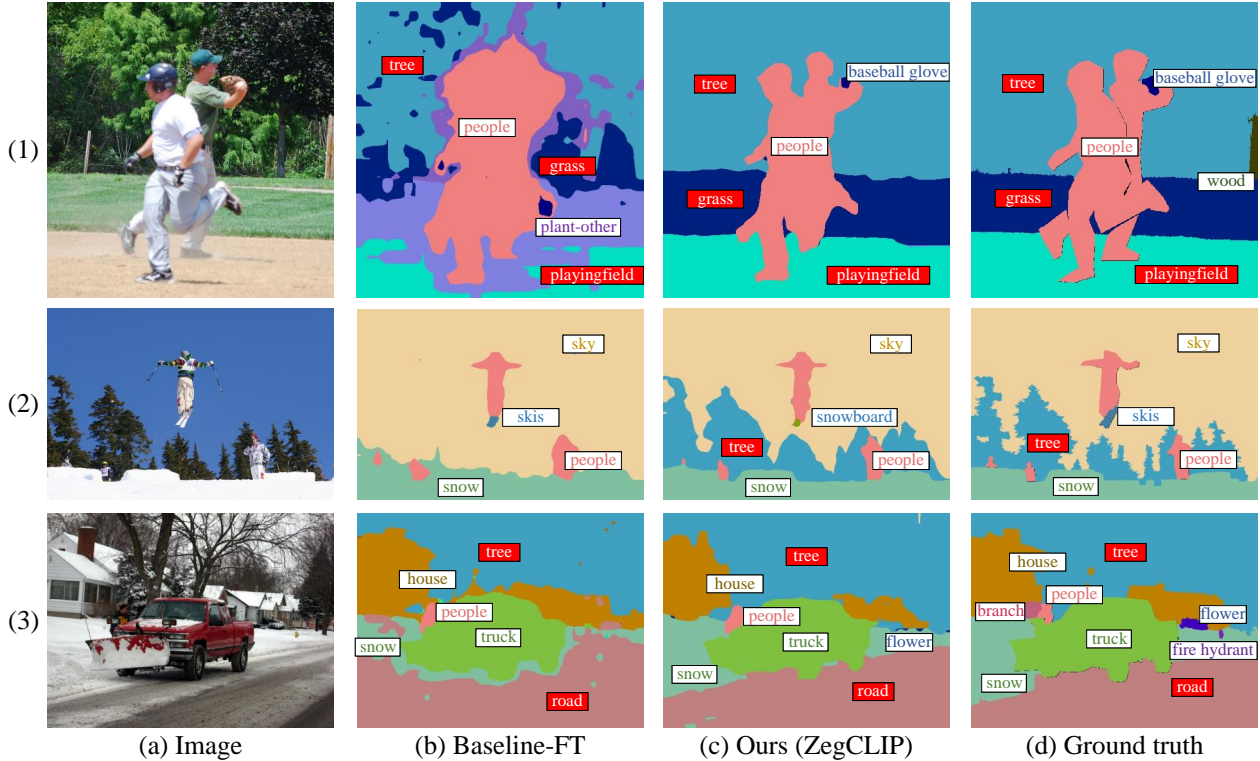 (1)
tree
people
grass
plant-other
playingfield
baseball glove
tree
people
grass
playingfield
baseball glove
tree
people
wood
grass
playingfield
(2)
sky
skis
people
snow
sky
snowboard
tree
people
snow
sky
skis
tree
people
snow
(3)
tree
house
people
truck
snow
road
tree
house
people
truck
flower
snow
road
tree
house
people
branch
flower
truck
fire hydrant
snow
road
(a) Image
(b) Baseline-FT
(c) Ours (ZegCLIP)
(d) Ground truth